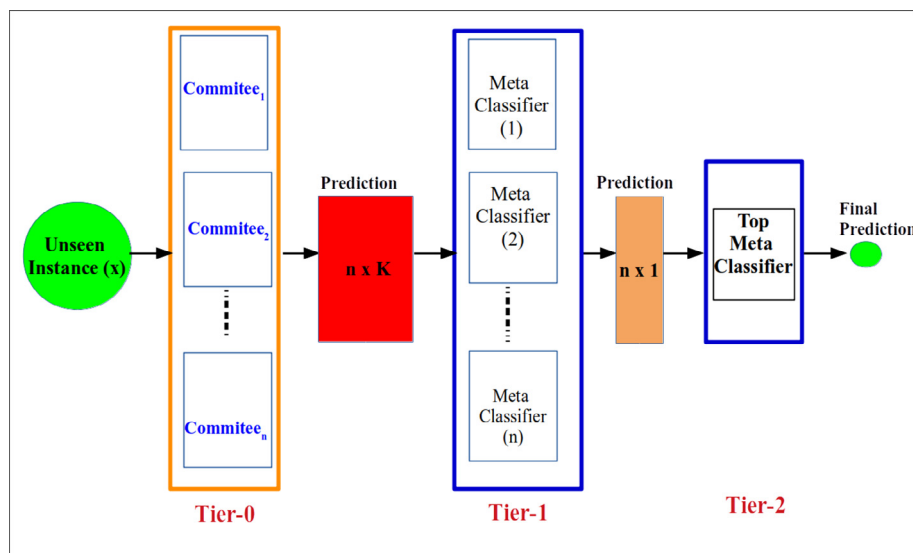 Unseen
Instance (x)
Commitee1
Commitee2
Commiteen
Tier-0
Prediction
n x K
Meta
Classifier
(1)
Meta
Classifier
(2)
Meta
Classifier
(n)
Tier-1
Prediction
n x 1
Top
Meta
Classifier
Tier-2
Final
Prediction